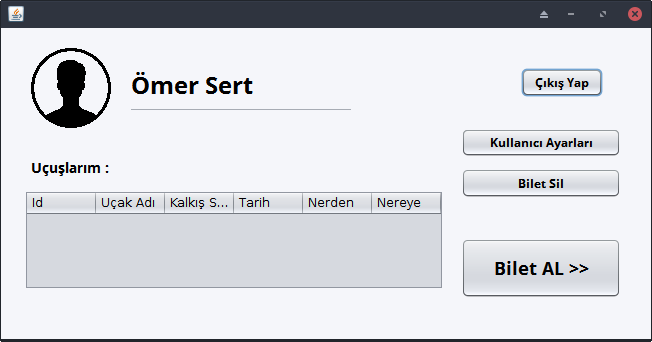 Ömer Sert
Çıkış Yap
Kullanıcı Ayarları
Uçuşlarım :
Bilet Sil
Id Uçak Adı Kalkış S... Tarih Nerden Nereye
Bilet AL >>